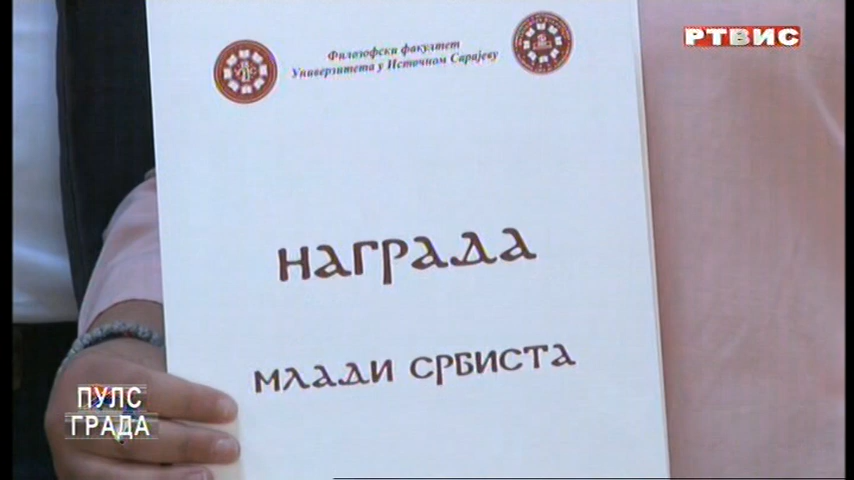 РТВИС
Филозофски факултет
Универзитета у Источном Сарајеву
НАГРАДА
МЛАДИ СРБИСТА
ПУЛС
ГРАДА